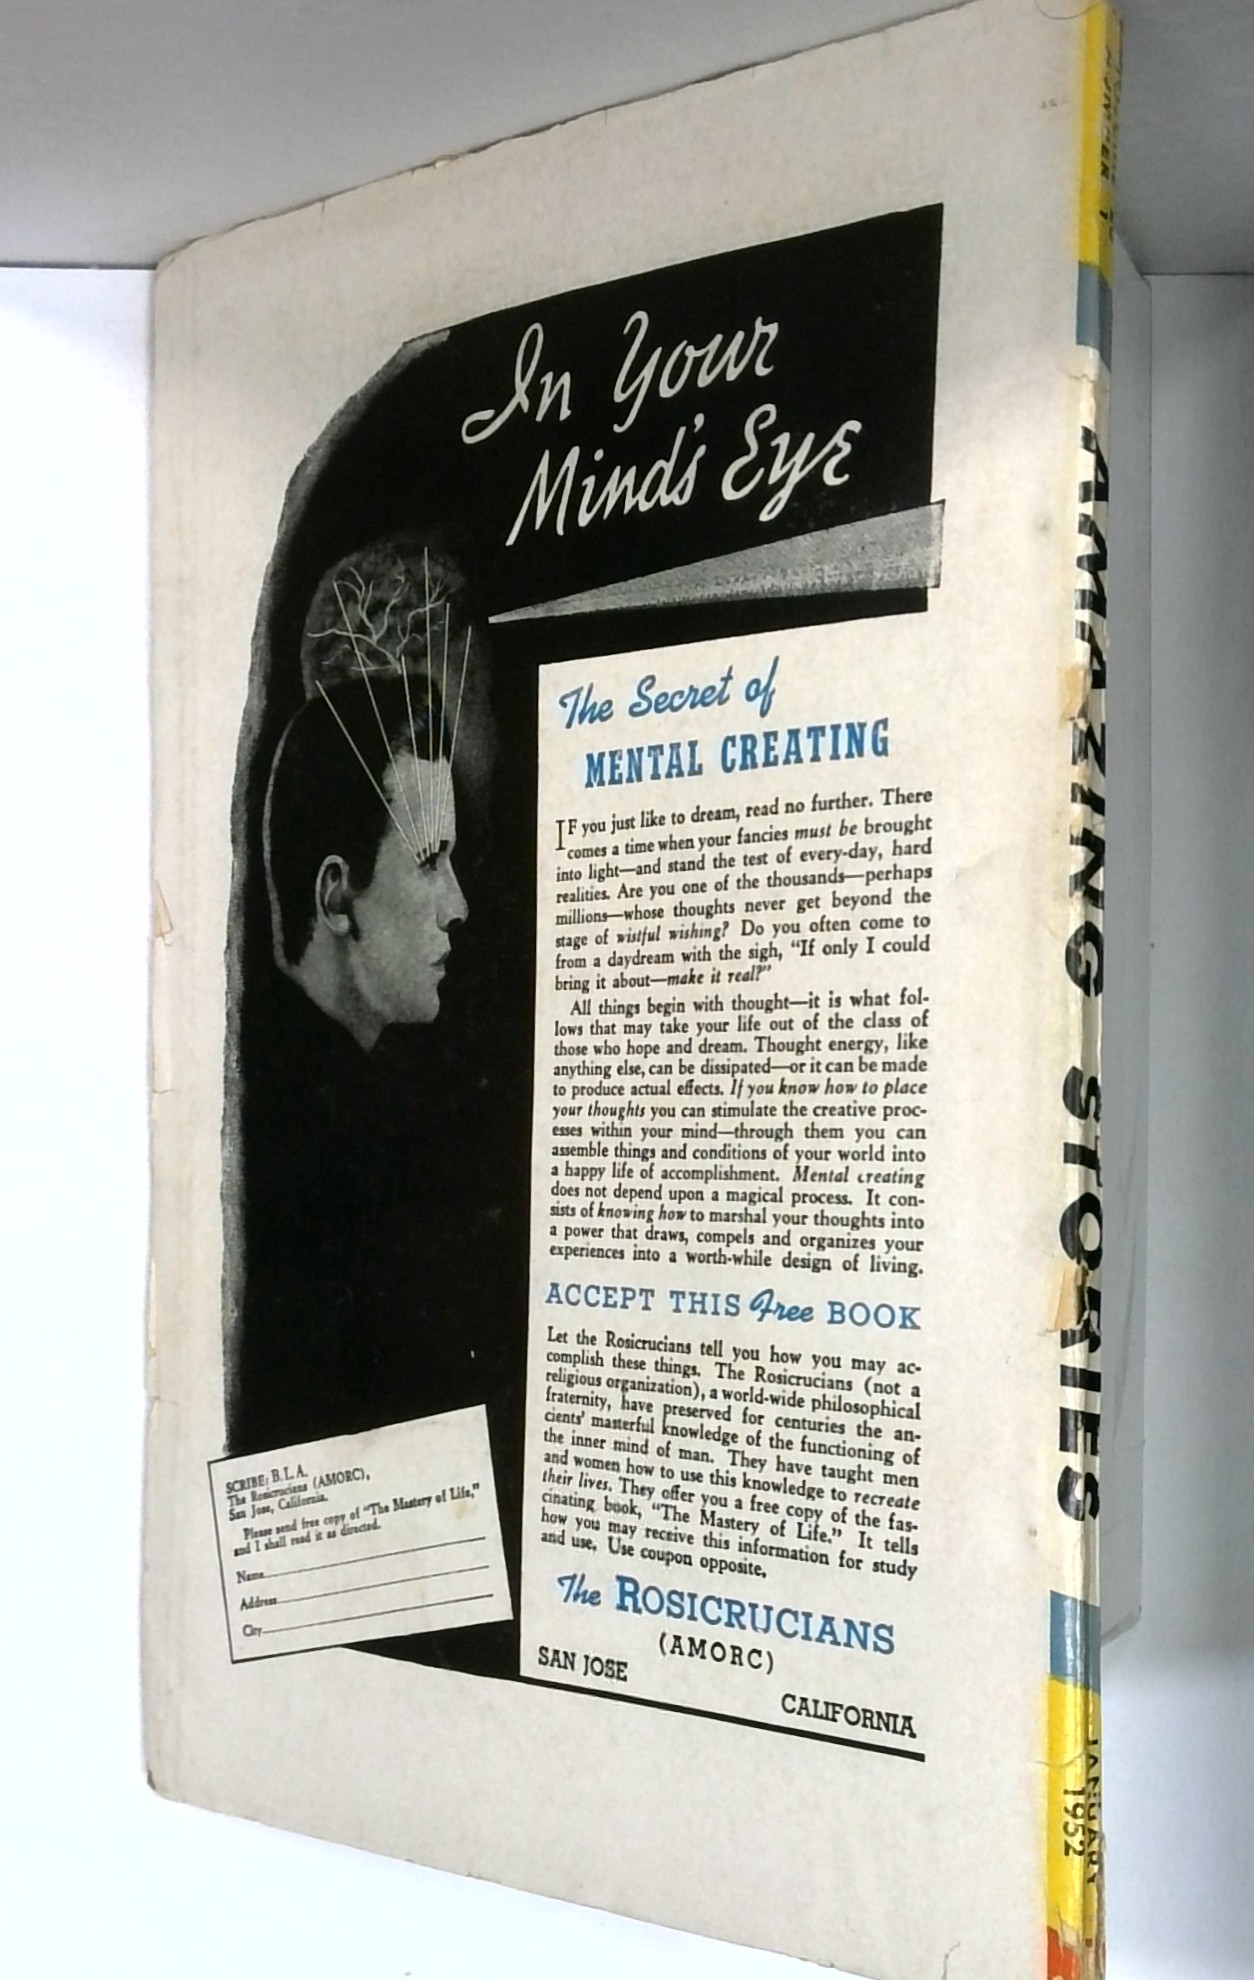 In Your
Mind's Eye
The Secret of
MENTAL CREATING
IF you just like to dream, read no further. There
comes a time when your fancies must be brought
into light—and stand the test of every-day, hard
realities. Are you one of the thousands—perhaps
millions—whose thoughts never get beyond the
stage of wistful wishing? Do you often come to
from a daydream with the sigh, "If only I could
bring it about—make it real?"
All things begin with thought—it is what fol-
lows that may take your life out of the class of
those who hope and dream. Thought energy, like
anything else, can be dissipated—or it can be made
to produce actual effects. If you know how to place
your thoughts you can stimulate the creative proc-
esses within your mind—through them you can
assemble things and conditions of your world into
a happy life of accomplishment. Mental creating
does not depend upon a magical process. It con-
sists of knowing how to marshal your thoughts into
a power that draws, compels and organizes your
experiences into a worth-while design of living.
ACCEPT THIS Free BOOK
Let the Rosicrucians tell you how you may ac-
complish these things. The Rosicrucians (not a
religious organization), a world-wide philosophical
fraternity, have preserved for centuries the an-
cients' masterful knowledge of the functioning of
the inner mind of man. They have taught men
and women how to use this knowledge to recreate
their lives. They offer you a free copy of the fas-
cinating book, "The Mastery of Life." It tells
how you may receive this information for study
and use. Use coupon opposite.
The ROSICRUCIANS
(AMORC)
SAN JOSE
CALIFORNIA
SCRIBE: B.L.A.
The Rosicrucians (AMORC),
San Jose, California.
Please send free copy of "The Mastery of Life,"
and I shall read it as directed.
Name
Address
City
NUMBER 1
AMAZING STORIES
JANUARY
1952